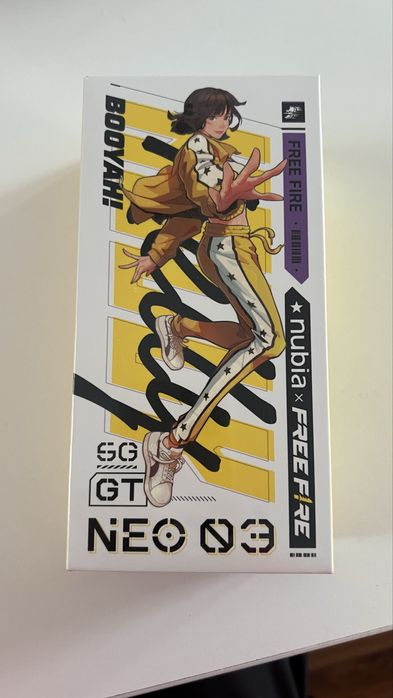 BOOYAH!
FREE FIRE
nubia × FREE FIRE
5G
GT
NEO 03